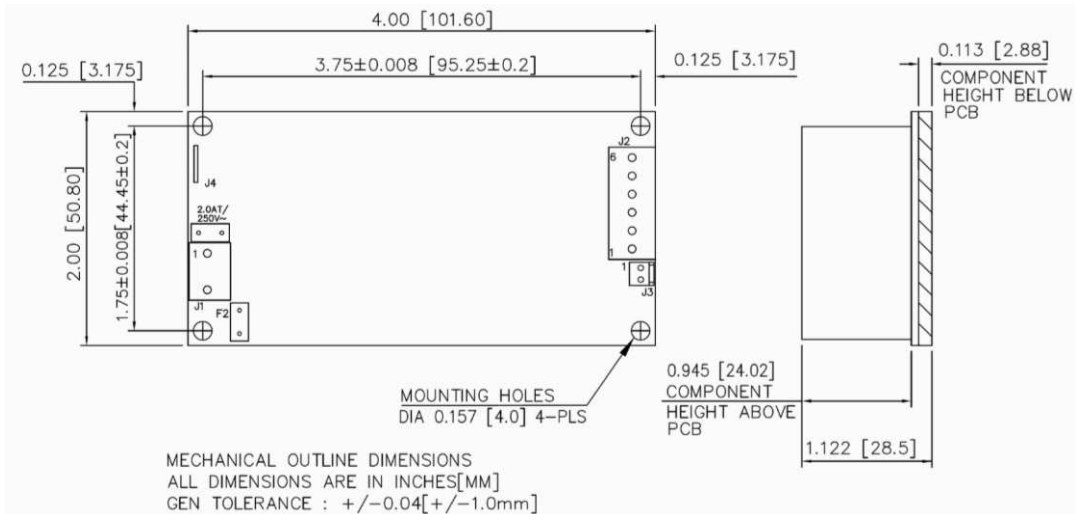 4.00 [101.60]
0.125 [3.175]
3.75±0.008 [95.25±0.2]
0.125 [3.175]
0.113 [2.88]
COMPONENT
HEIGHT BELOW
PCB
2.00 [50.80]
1.75±0.008[44.45±0.2]
J4
2.0AT/
250V~
1
J1
F2
J2
6
1
1
J3
MOUNTING HOLES
DIA 0.157 [4.0] 4-PLS
0.945 [24.02]
COMPONENT
HEIGHT ABOVE
PCB
1.122 [28.5]
MECHANICAL OUTLINE DIMENSIONS
ALL DIMENSIONS ARE IN INCHES[MM]
GEN TOLERANCE : +/-0.04[+/-1.0mm]